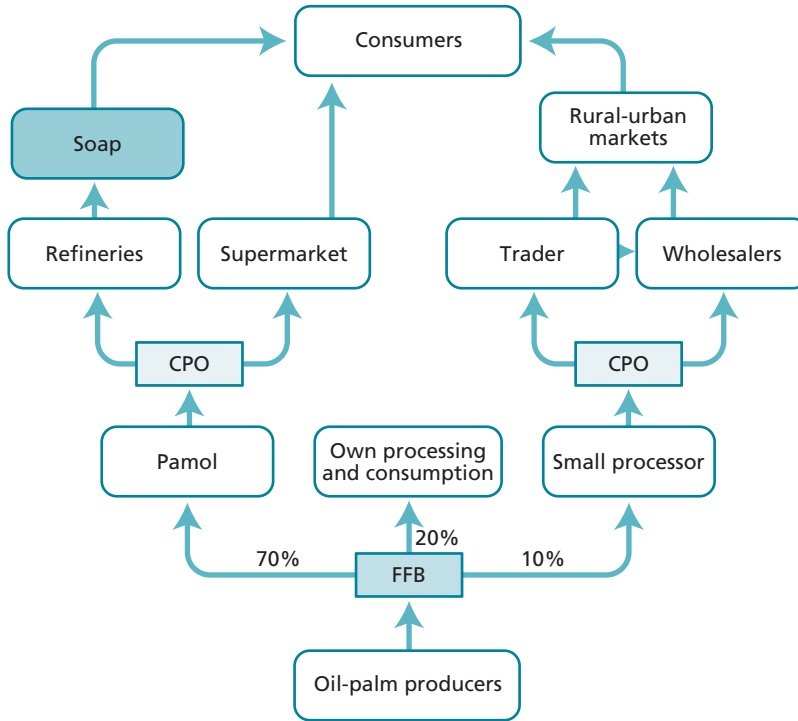 Consumers
Soap
Rural-urban
markets
Refineries
Supermarket
Trader
Wholesalers
CPO
CPO
Pamol
Own processing
and consumption
Small processor
70%
20%
10%
FFB
Oil-palm producers